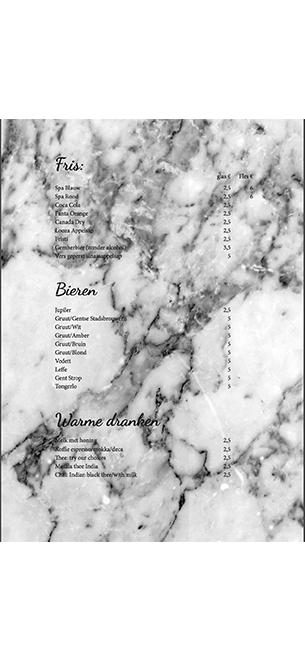 Fris:
glas € Fles €
Spa Blauw 2,5 6
Spa Rood 2,5 6
Coca Cola 2,5
Fanta Orange 2,5
Canada Dry 2,5
Looza Appelsap 2,5
Fristi 2,5
Gemberbier (zonder alcohol) 3,5
Vers geperst sinaasappelsap 5
Bieren
Jupiler 2,5
Gruut/Gentse Stadsbrouwerij 5
Gruut/Wit 5
Gruut/Amber 5
Gruut/Bruin 5
Gruut/Blond 5
Vedett 5
Leffe 5
Gent Strop 5
Tongerlo 5
Warme dranken
Melk met honing 2,5
Koffie espresso/mokka/deca 2,5
Thee: try our choices 2,5
Masala thee India 2,5
Chai: Indian black thee/with milk 2,5